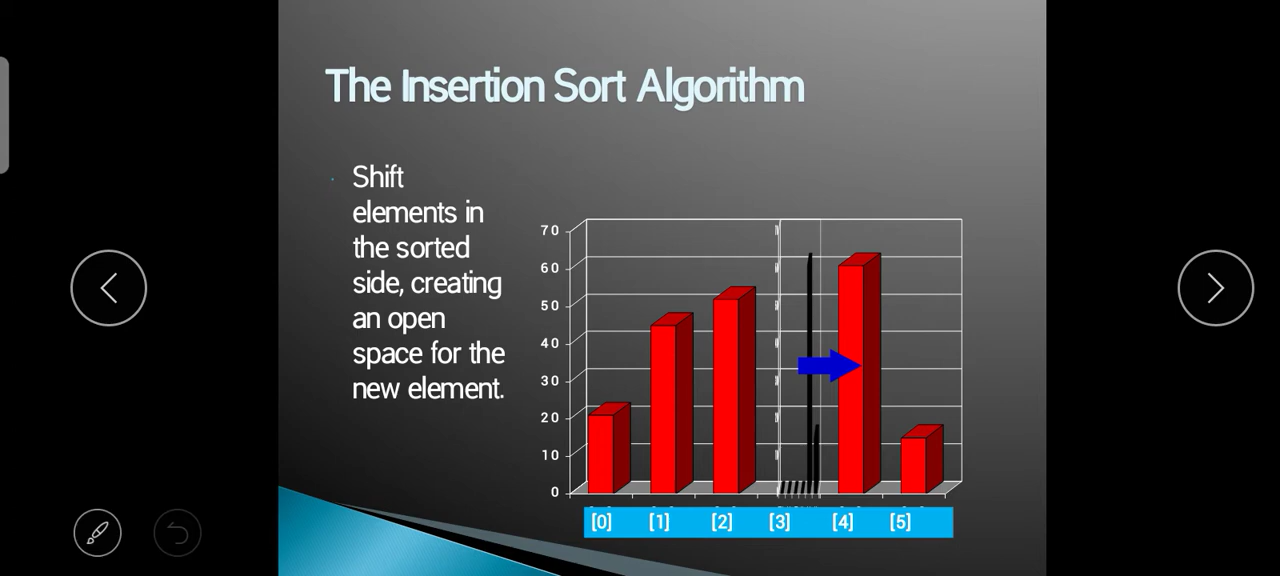 The Insertion Sort Algorithm
Shift
elements in
the sorted
side, creating
an open
space for the
new element.
70
60
50
40
30
20
10
0
[0] [1] [2] [3] [4] [5]